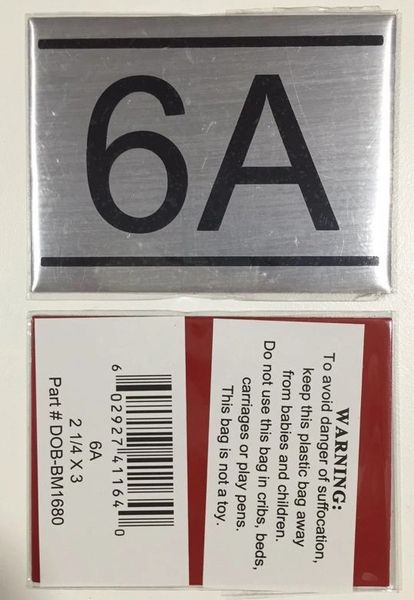 6A
WARNING:
To avoid danger of suffocation,
keep this plastic bag away
from babies and children.
Do not use this bag in cribs, beds,
carriages or play pens.
This bag is not a toy.
6 02927 41164 0
6A
2 1/4 X 3
Part # DOB-BM1680